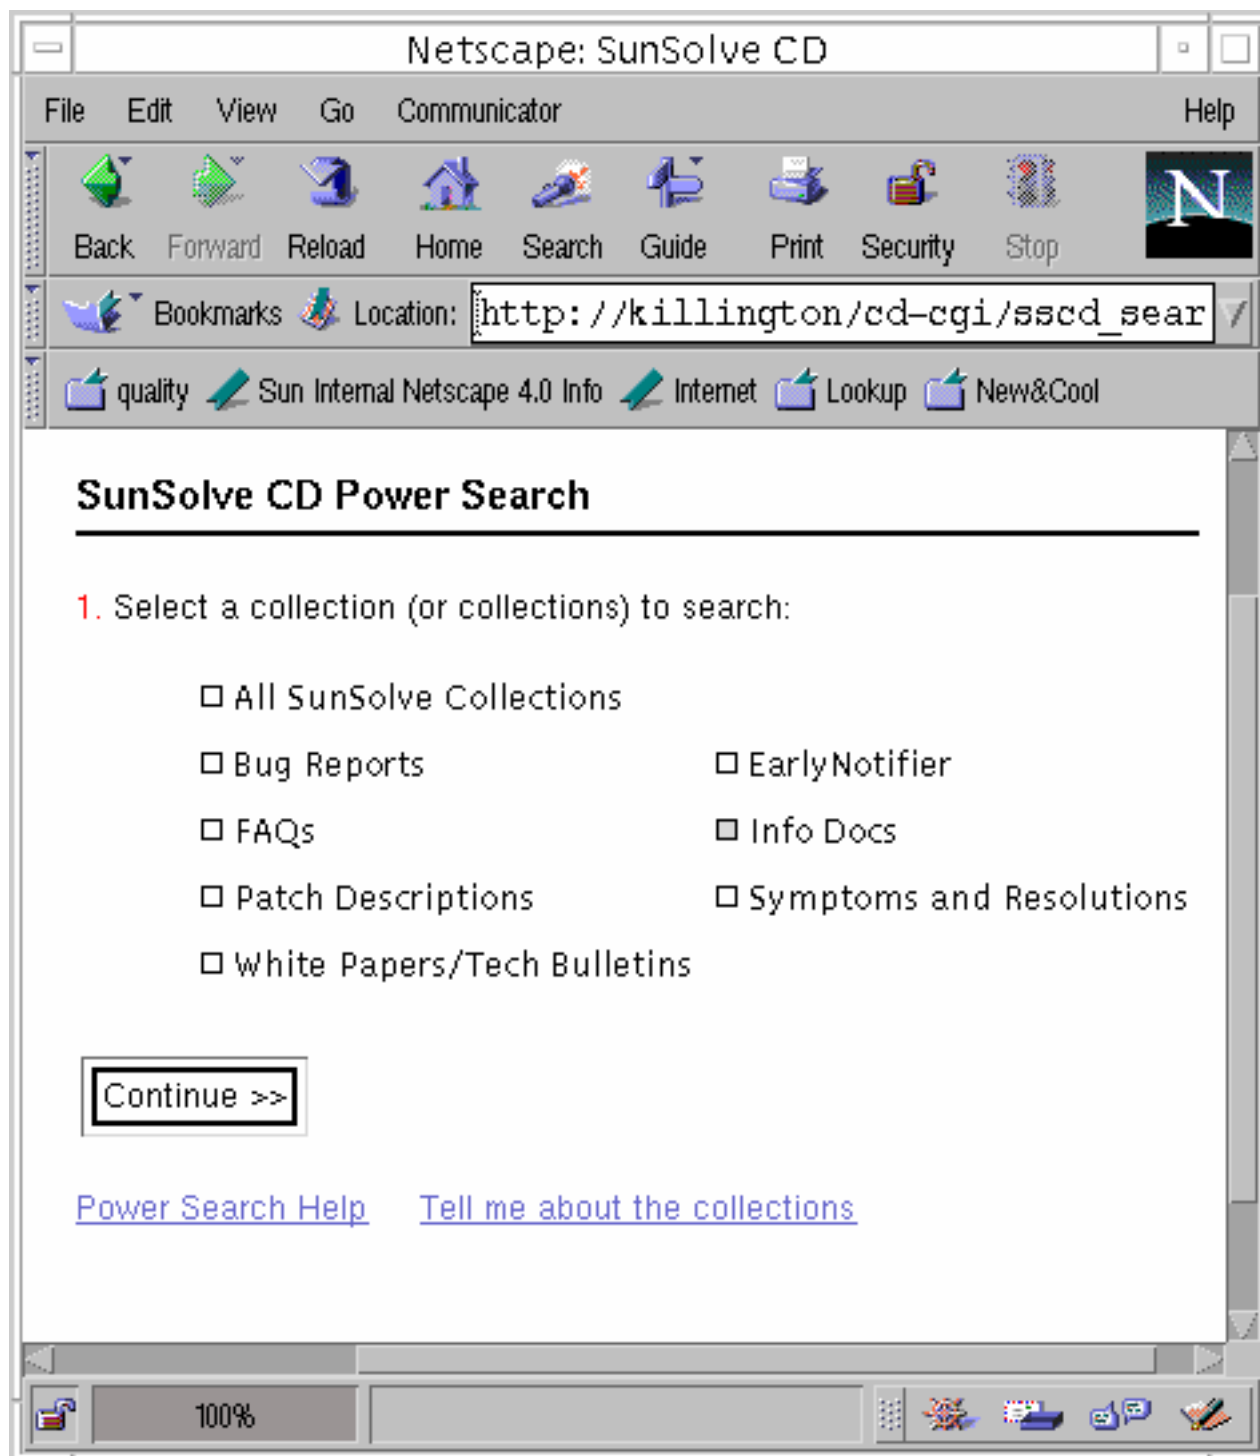 Netscape: SunSolve CD
File Edit View Go Communicator Help
Back Forward Reload Home Search Guide Print Security Stop
N
Bookmarks Location: http://killington/cd-cgi/sscd_sear
quality Sun Internal Netscape 4.0 Info Internet Lookup New&Cool
SunSolve CD Power Search
1. Select a collection (or collections) to search:
All SunSolve Collections
Bug Reports EarlyNotifier
FAQs Info Docs
Patch Descriptions Symptoms and Resolutions
White Papers/Tech Bulletins
Continue >>
Power Search Help Tell me about the collections
100%